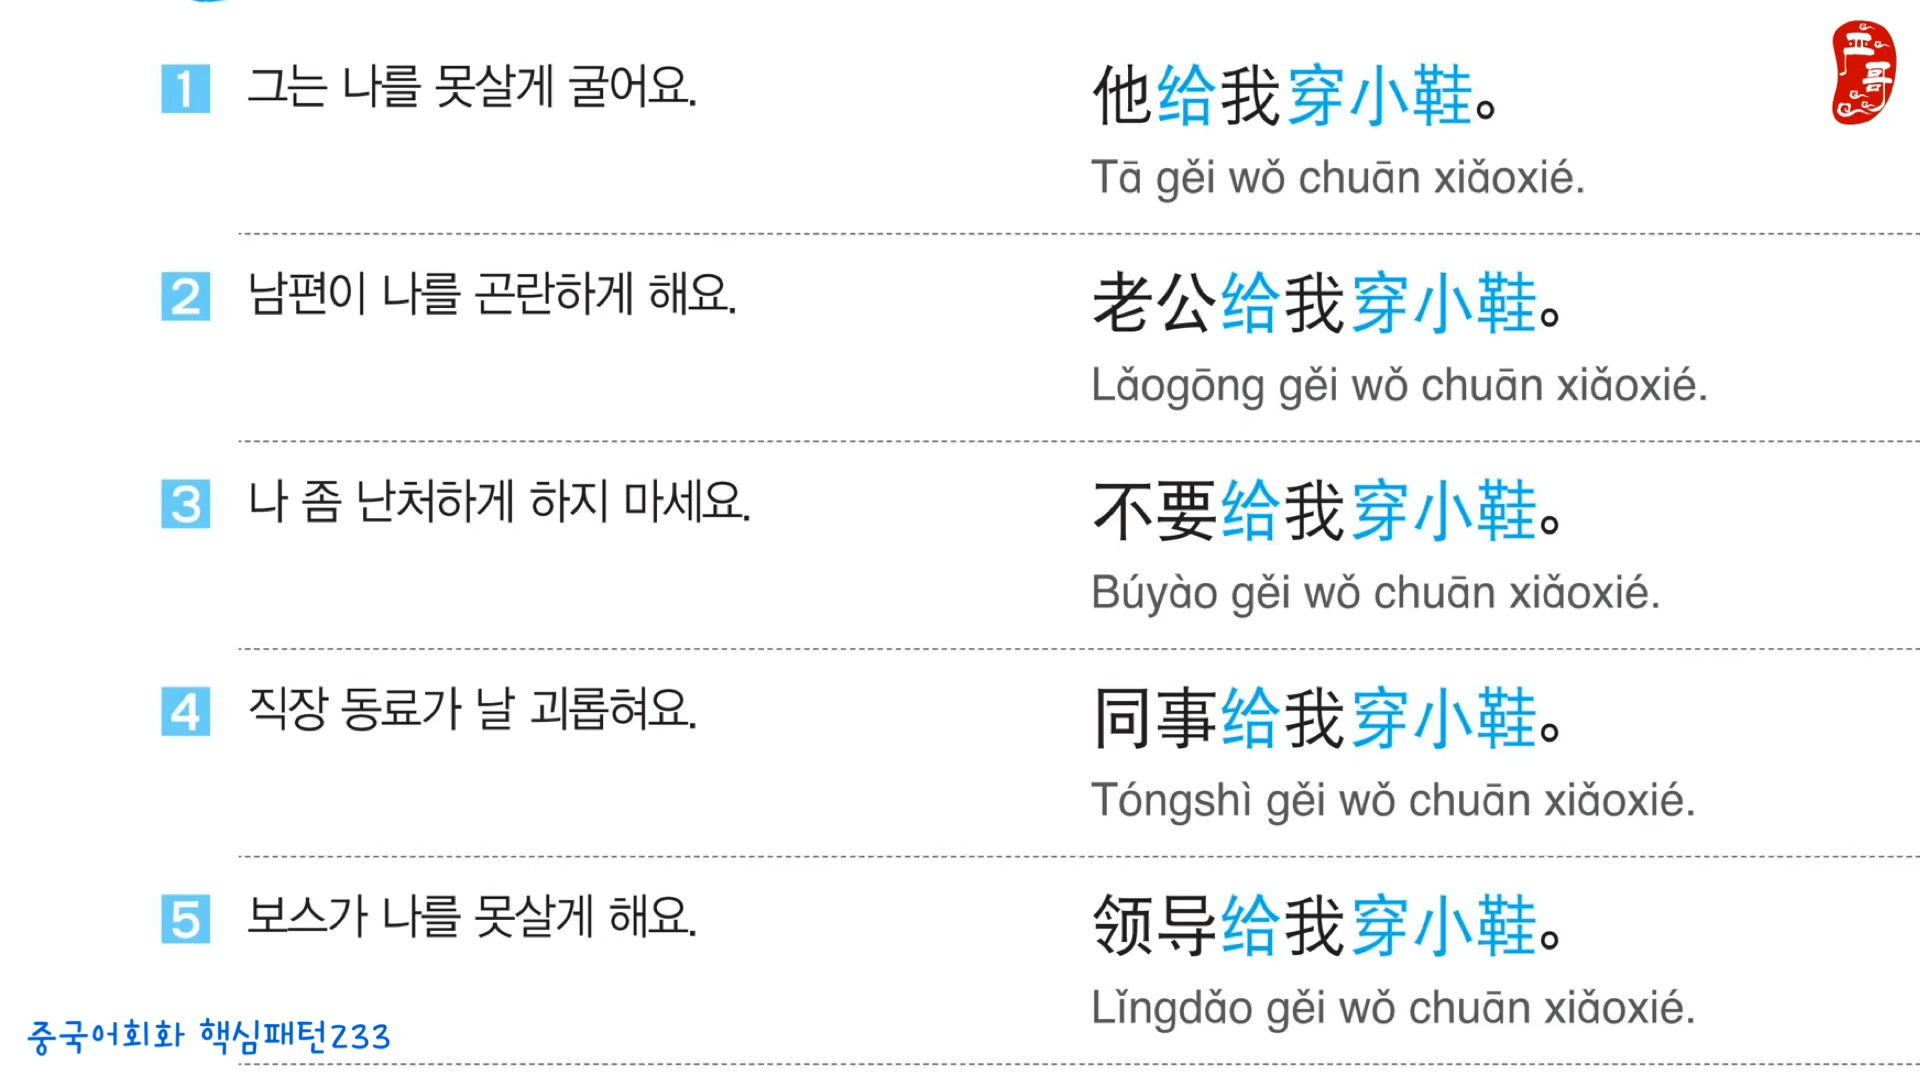 1 그는 나를 못살게 굴어요.
他给我穿小鞋。
Tā gěi wǒ chuān xiǎoxié.
2 남편이 나를 곤란하게 해요.
老公给我穿小鞋。
Lǎogōng gěi wǒ chuān xiǎoxié.
3 나 좀 난처하게 하지 마세요.
不要给我穿小鞋。
Búyào gěi wǒ chuān xiǎoxié.
4 직장 동료가 날 괴롭혀요.
同事给我穿小鞋。
Tóngshì gěi wǒ chuān xiǎoxié.
5 보스가 나를 못살게 해요.
领导给我穿小鞋。
Lǐngdǎo gěi wǒ chuān xiǎoxié.
중국어회화 핵심패턴233